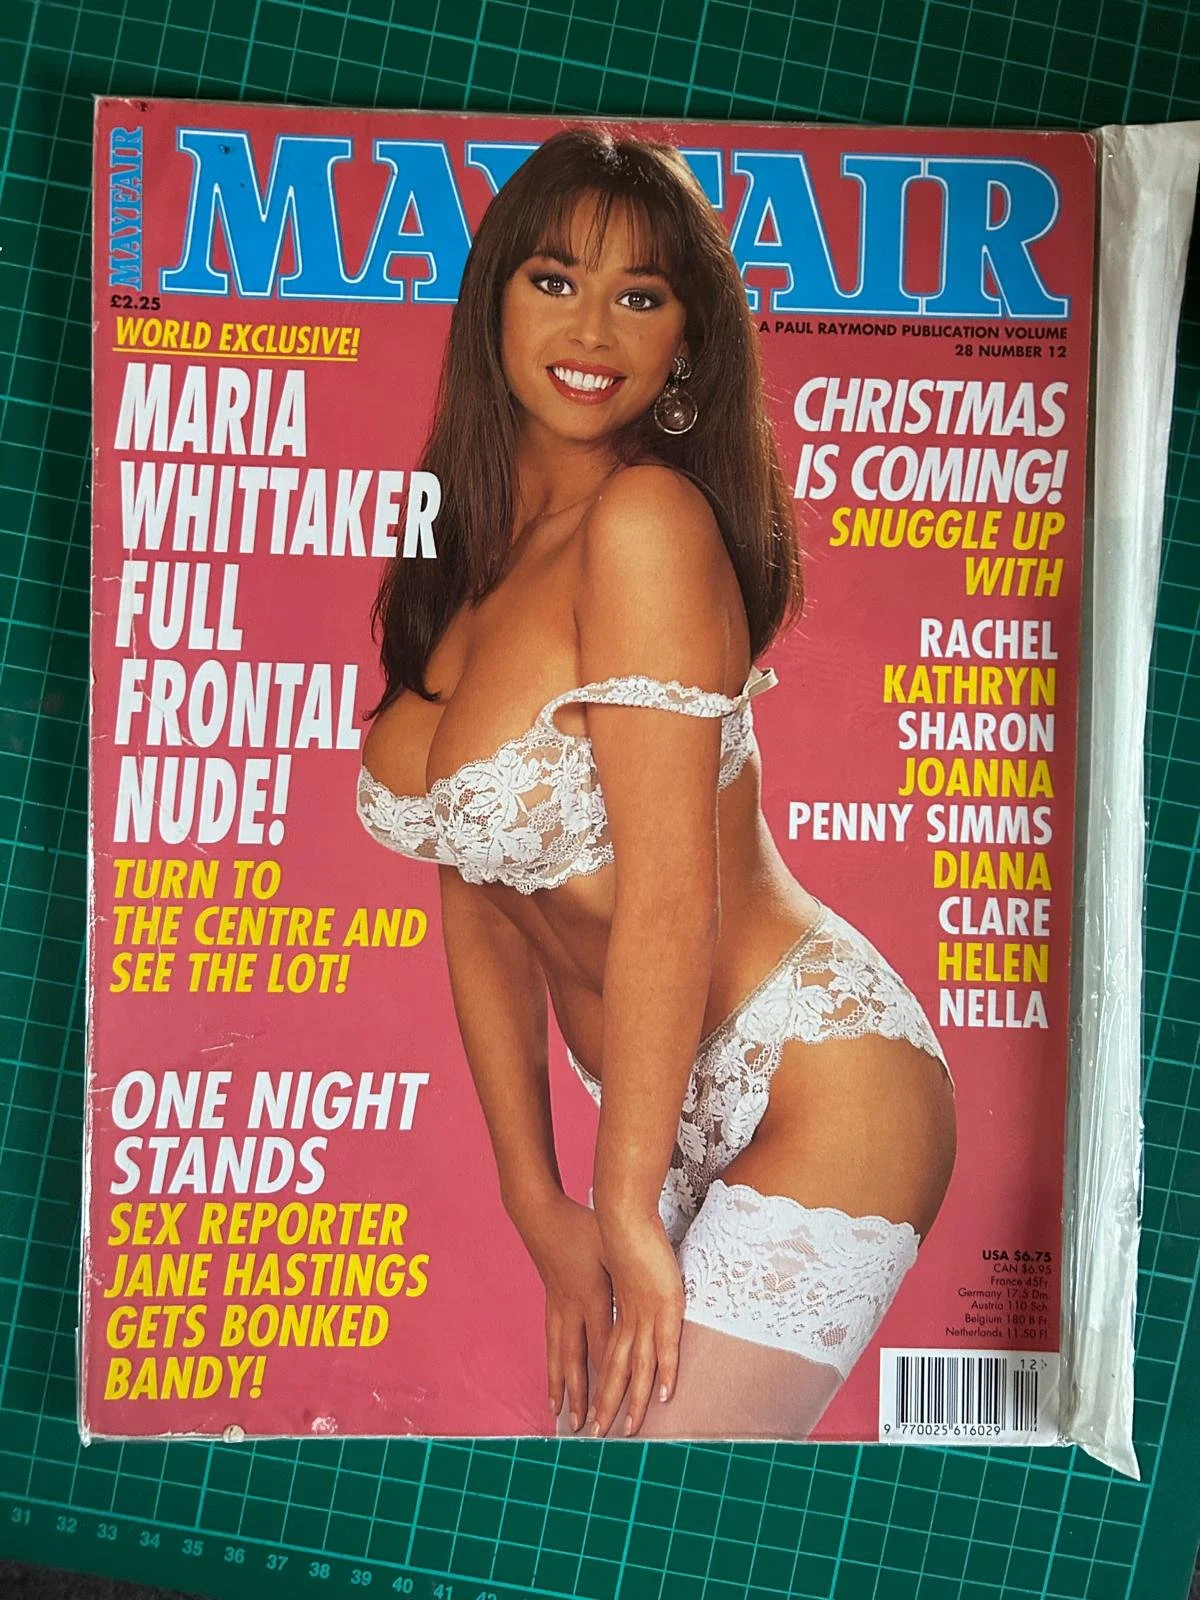 MAYFAIR
MAYFAIR
£2.25
A PAUL RAYMOND PUBLICATION VOLUME
28 NUMBER 12
WORLD EXCLUSIVE!
MARIA
WHITTAKER
FULL
FRONTAL
NUDE!
TURN TO
THE CENTRE AND
SEE THE LOT!
ONE NIGHT
STANDS
SEX REPORTER
JANE HASTINGS
GETS BONKED
BANDY!
CHRISTMAS
IS COMING!
SNUGGLE UP
WITH
RACHEL
KATHRYN
SHARON
JOANNA
PENNY SIMMS
DIANA
CLARE
HELEN
NELLA
USA $6.75
CAN $6.95
France 45Fr.
Germany 17.5 Dm.
Austria 110 Sch.
Belgium 180 B Fr.
Netherlands 11.50 Fl.
12>
9 770025 616029
31 32 33 34 35 36 37 38 39 40 41 42